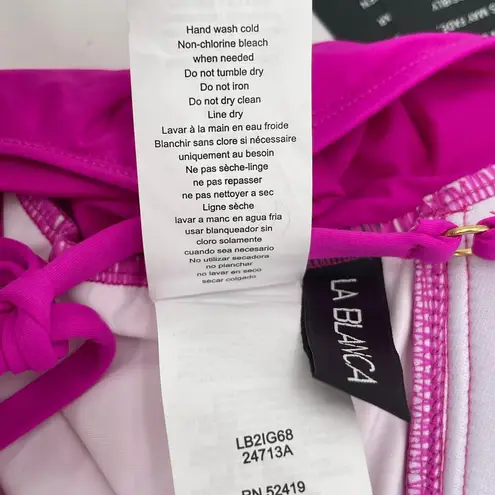 Hand wash cold
Non-chlorine bleach
when needed
Do not tumble dry
Do not iron
Do not dry clean
Line dry
Lavar à la main en eau froide
Blanchir sans clore si nécessaire
uniquement au besoin
Ne pas sèche-linge
ne pas repasser
ne pas nettoyer a sec
Ligne sèche
lavar a manc en agua fria
usar blanqueador sin
cloro solamente
cuando sea necesario
No utilizar secadora
no planchar
no lavar en seco
secar colgado
LA BLANCA
LB2IG68
24713A
RN 52419
MAY FADE